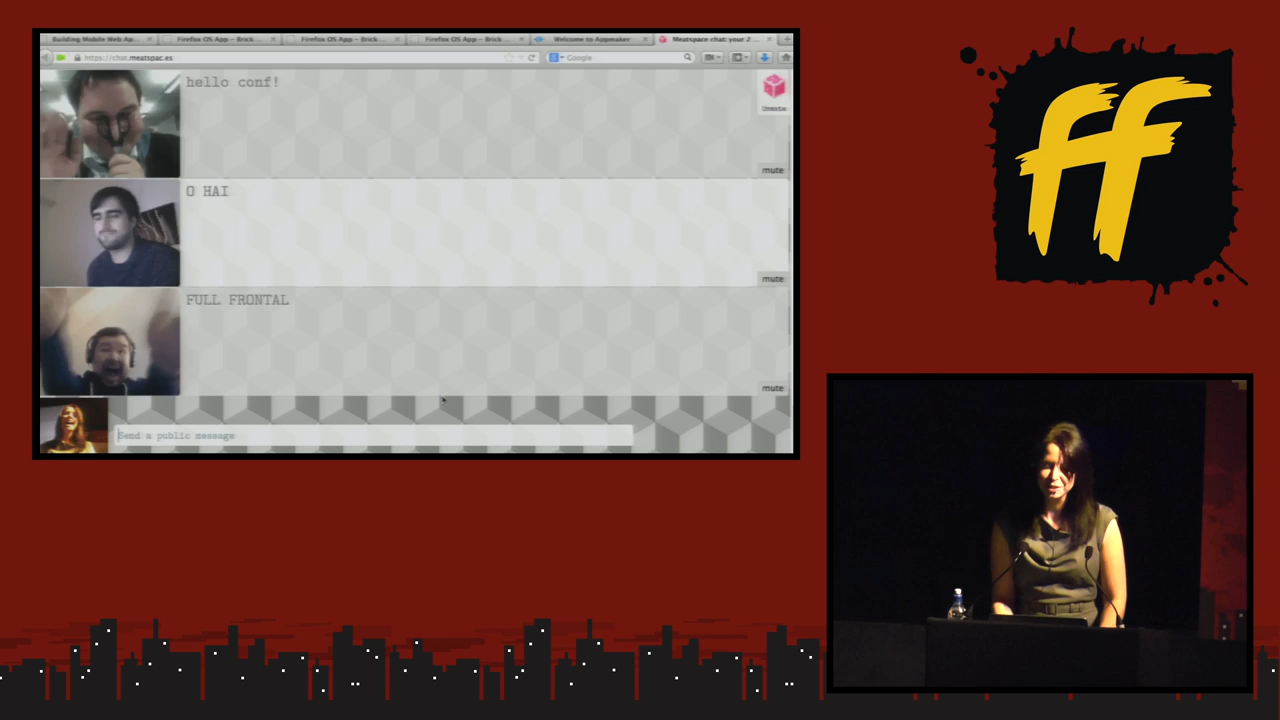 Building Mobile Web Ap...
Firefox OS App - Brick ...
Firefox OS App - Brick ...
Firefox OS App - Brick ...
Welcome to Appmaker
Meatspace chat: your 2 ...
https://chat.meatspac.es
Google
hello conf!
mute
O HAI
mute
FULL FRONTAL
mute
Send a public message
ff